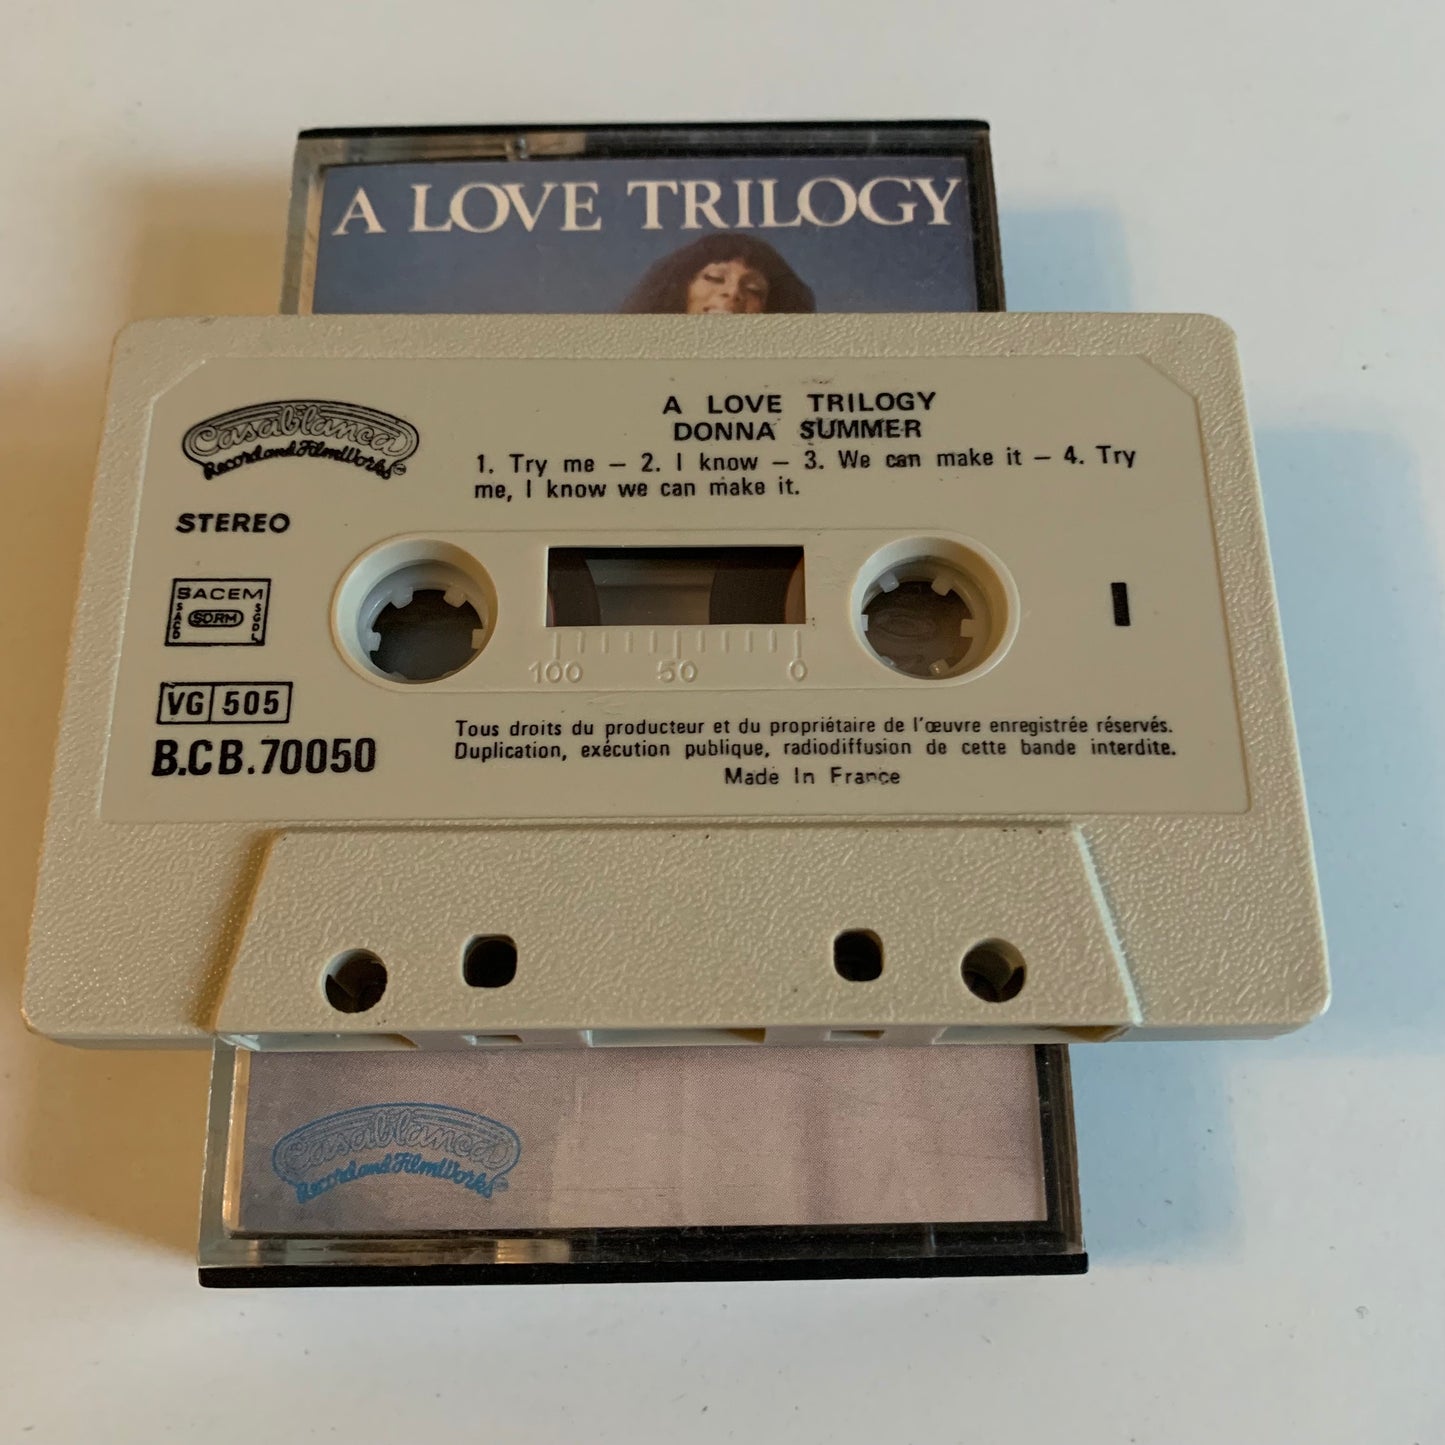 A LOVE TRILOGY
Casablanca
Record and FilmWorks
A LOVE TRILOGY
DONNA SUMMER
1. Try me – 2. I know – 3. We can make it – 4. Try
me, I know we can make it.
STEREO
SACEM
SACD
SDRM
SGDL
I
100 50 0
VG 505
B.CB.70050
Tous droits du producteur et du propriétaire de l'œuvre enregistrée réservés.
Duplication, exécution publique, radiodiffusion de cette bande interdite.
Made In France
Casablanca
Record and FilmWorks